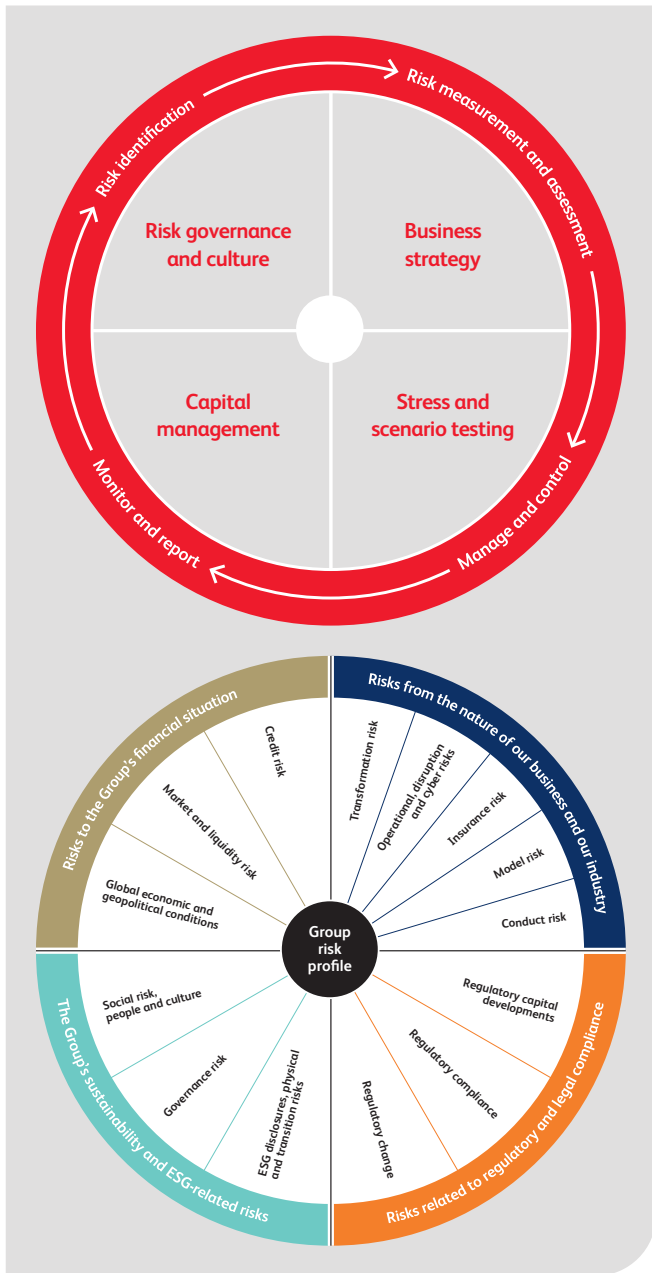 Risk identification
Risk measurement and assessment
Manage and control
Monitor and report
Risk governance
and culture
Business
strategy
Capital
management
Stress and
scenario testing
Risks to the Group's financial situation
Credit risk
Market and liquidity risk
Global economic and
geopolitical conditions
Risks from the nature of our business and our industry
Transformation risk
Operational, disruption
and cyber risks
Insurance risk
Model risk
Conduct risk
Group
risk
profile
The Group's sustainability and ESG-related risks
Social risk,
people and culture
Governance risk
ESG disclosures, physical
and transition risks
Risks related to regulatory and legal compliance
Regulatory capital
developments
Regulatory compliance
Regulatory change